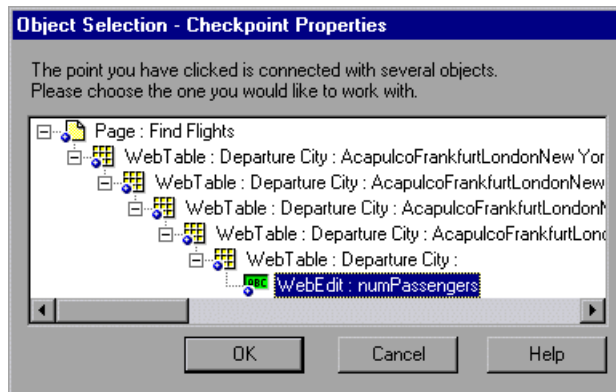 Object Selection - Checkpoint Properties
The point you have clicked is connected with several objects.
Please choose the one you would like to work with.
Page : Find Flights
WebTable : Departure City : AcapulcoFrankfurtLondonNew Yor
WebTable : Departure City : AcapulcoFrankfurtLondonNew
WebTable : Departure City : AcapulcoFrankfurtLondon
WebTable : Departure City : AcapulcoFrankfurtLond
WebTable : Departure City :
ABC WebEdit : numPassengers
OK Cancel Help